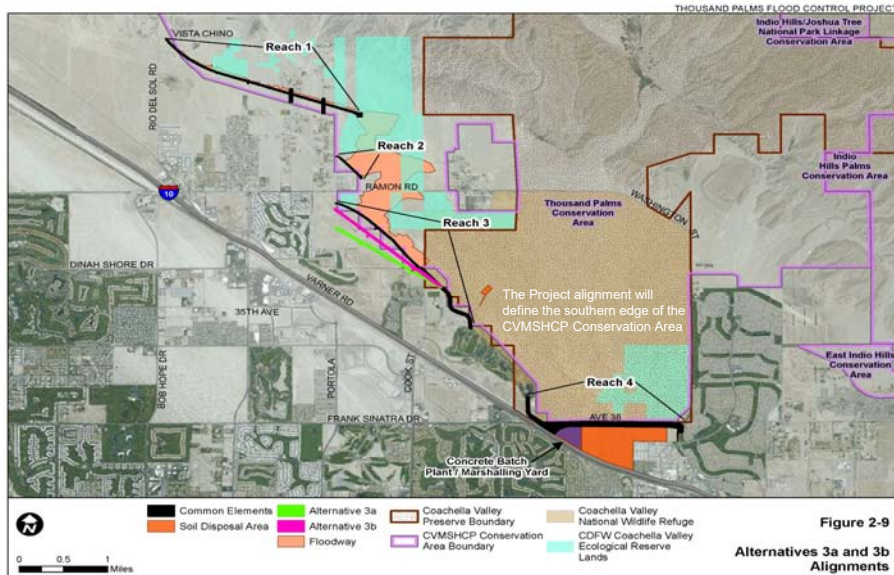 THOUSAND PALMS FLOOD CONTROL PROJECT
VISTA CHINO
Reach 1
RIO DEL SOL RD
Indio Hills/Joshua Tree
National Park Linkage
Conservation Area
Reach 2
RAMON RD
10
Reach 3
Thousand Palms
Conservation
Area
WASHINGTON ST
Indio
Hills Palms
Conservation Area
DINAH SHORE DR
VARNER RD
35TH AVE
The Project alignment will
define the southern edge of the
CVMSHCP Conservation Area
BOB HOPE DR
PORTOLA
COOK ST
East Indio Hills
Conservation
Area
Reach 4
FRANK SINATRA DR
AVE 38
Concrete Batch
Plant / Marshalling Yard
N
0 0.5 1
Miles
Common Elements
Soil Disposal Area
Alternative 3a
Alternative 3b
Floodway
Coachella Valley
Preserve Boundary
CVMSHCP Conservation
Area Boundary
Coachella Valley
National Wildlife Refuge
CDFW Coachella Valley
Ecological Reserve
Lands
Figure 2-9
Alternatives 3a and 3b
Alignments